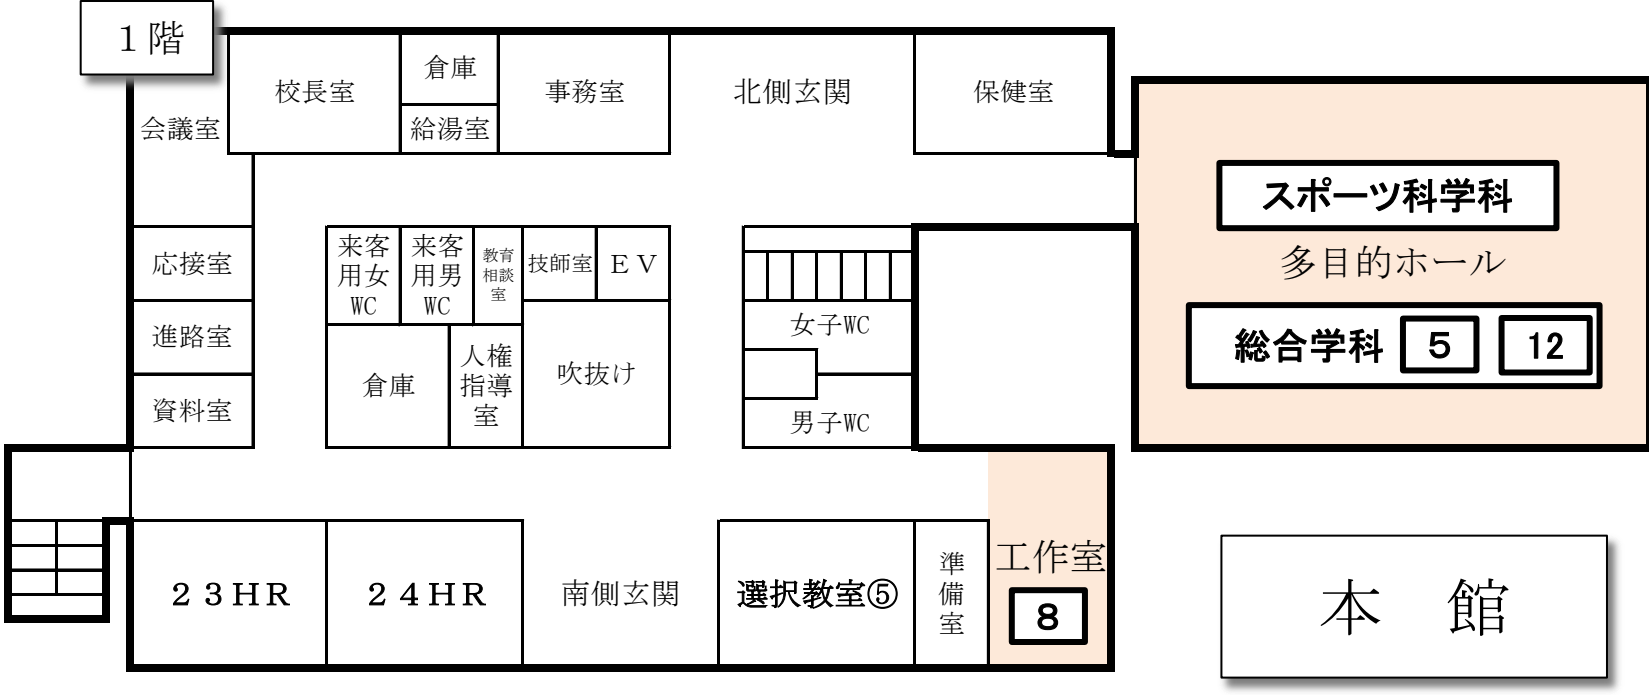 １階
校長室
倉庫
給湯室
事務室
北側玄関
保健室
会議室
スポーツ科学科
多目的ホール
総合学科 5 12
応接室
進路室
資料室
来客
用女
WC
来客
用男
WC
教育
相談
室
技師室
ＥＶ
倉庫
人権
指導
室
吹抜け
女子WC
男子WC
２３ＨＲ
２４ＨＲ
南側玄関
選択教室⑤
準
備
室
工作室
8
本　館